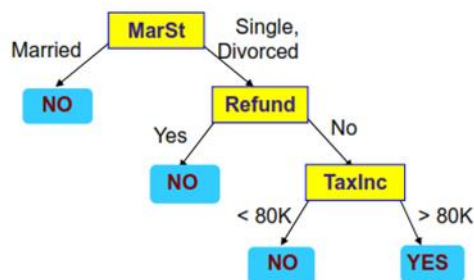 MarSt
Single,
Married
Divorced
NO
Refund
Yes
No
NO
TaxInc
< 80K
> 80K
NO
YES